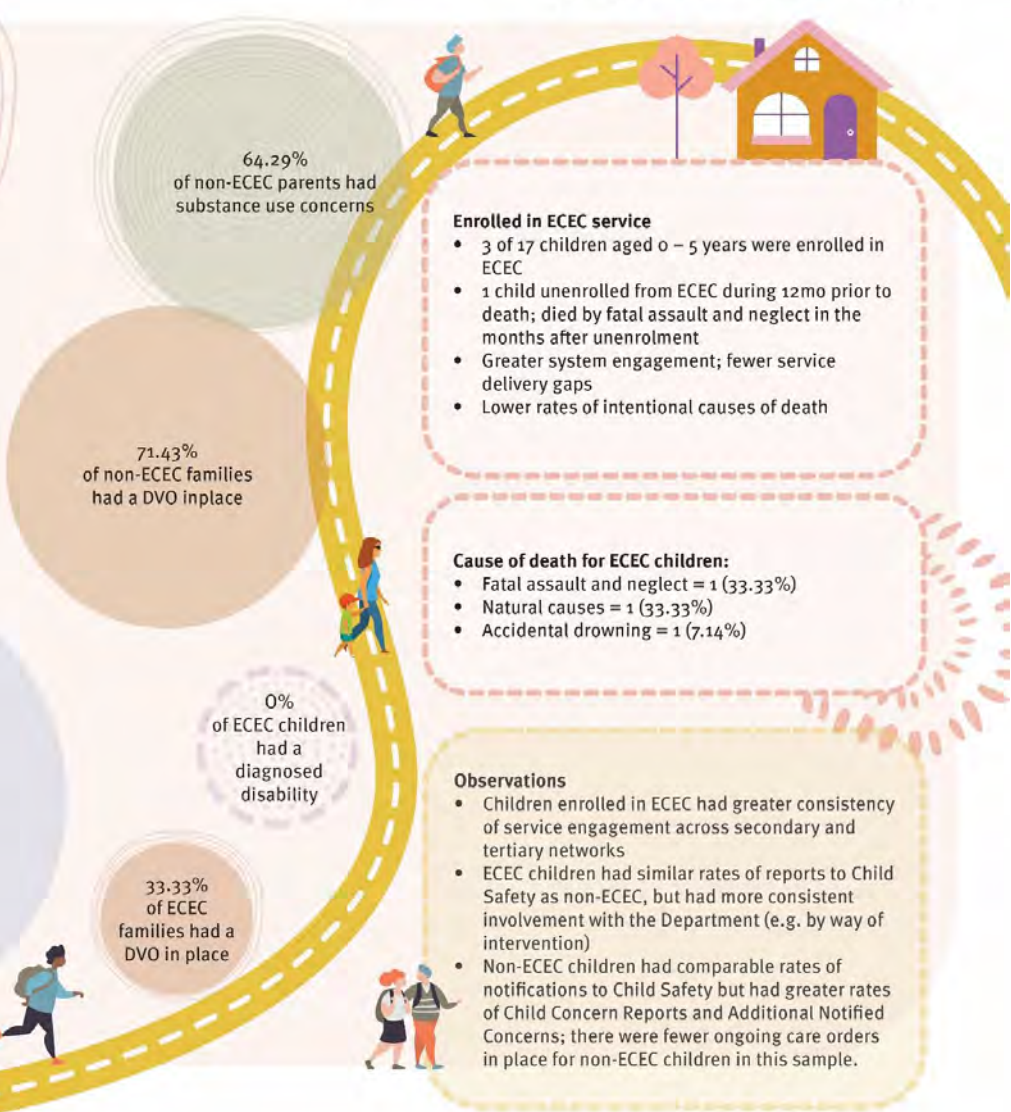 64.29%
of non-ECEC parents had
substance use concerns
71.43%
of non-ECEC families
had a DVO inplace
0%
of ECEC children
had a
diagnosed
disability
33.33%
of ECEC
families had a
DVO in place
Enrolled in ECEC service
• 3 of 17 children aged 0 – 5 years were enrolled in
ECEC
• 1 child unenrolled from ECEC during 12mo prior to
death; died by fatal assault and neglect in the
months after unenrolment
• Greater system engagement; fewer service
delivery gaps
• Lower rates of intentional causes of death
Cause of death for ECEC children:
• Fatal assault and neglect = 1 (33.33%)
• Natural causes = 1 (33.33%)
• Accidental drowning = 1 (7.14%)
Observations
• Children enrolled in ECEC had greater consistency
of service engagement across secondary and
tertiary networks
• ECEC children had similar rates of reports to Child
Safety as non-ECEC, but had more consistent
involvement with the Department (e.g. by way of
intervention)
• Non-ECEC children had comparable rates of
notifications to Child Safety but had greater rates
of Child Concern Reports and Additional Notified
Concerns; there were fewer ongoing care orders
in place for non-ECEC children in this sample.